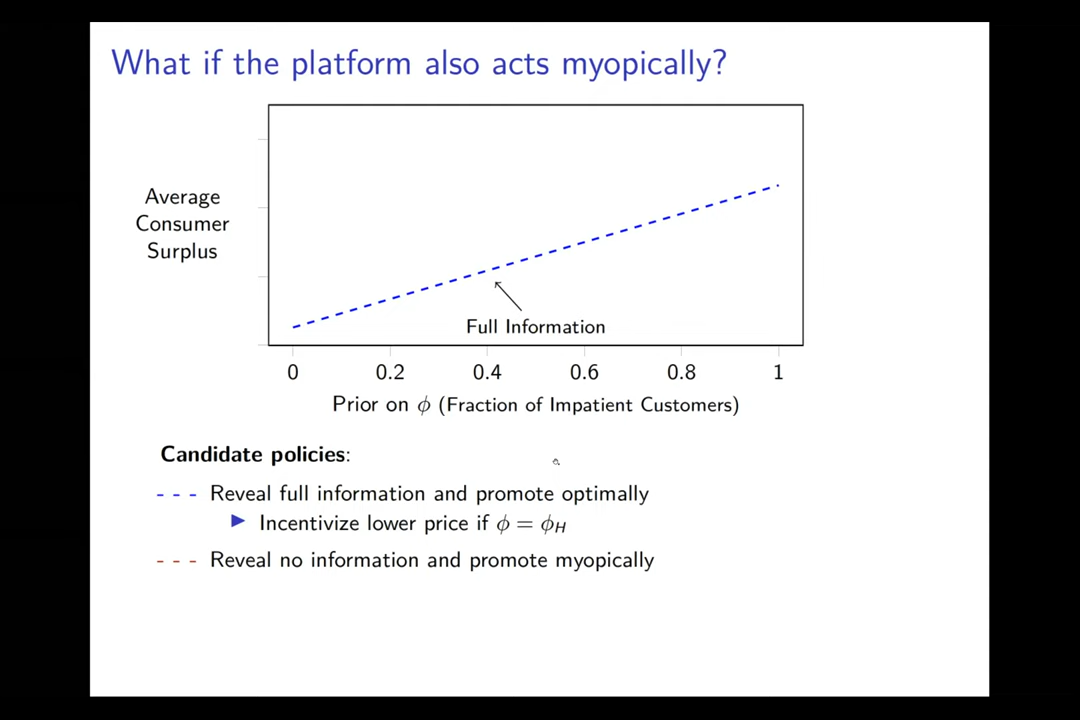 What if the platform also acts myopically?
Average
Consumer
Surplus
Full Information
0 0.2 0.4 0.6 0.8 1
Prior on ϕ (Fraction of Impatient Customers)
Candidate policies:
- - - Reveal full information and promote optimally
▶ Incentivize lower price if ϕ = ϕH
- - - Reveal no information and promote myopically